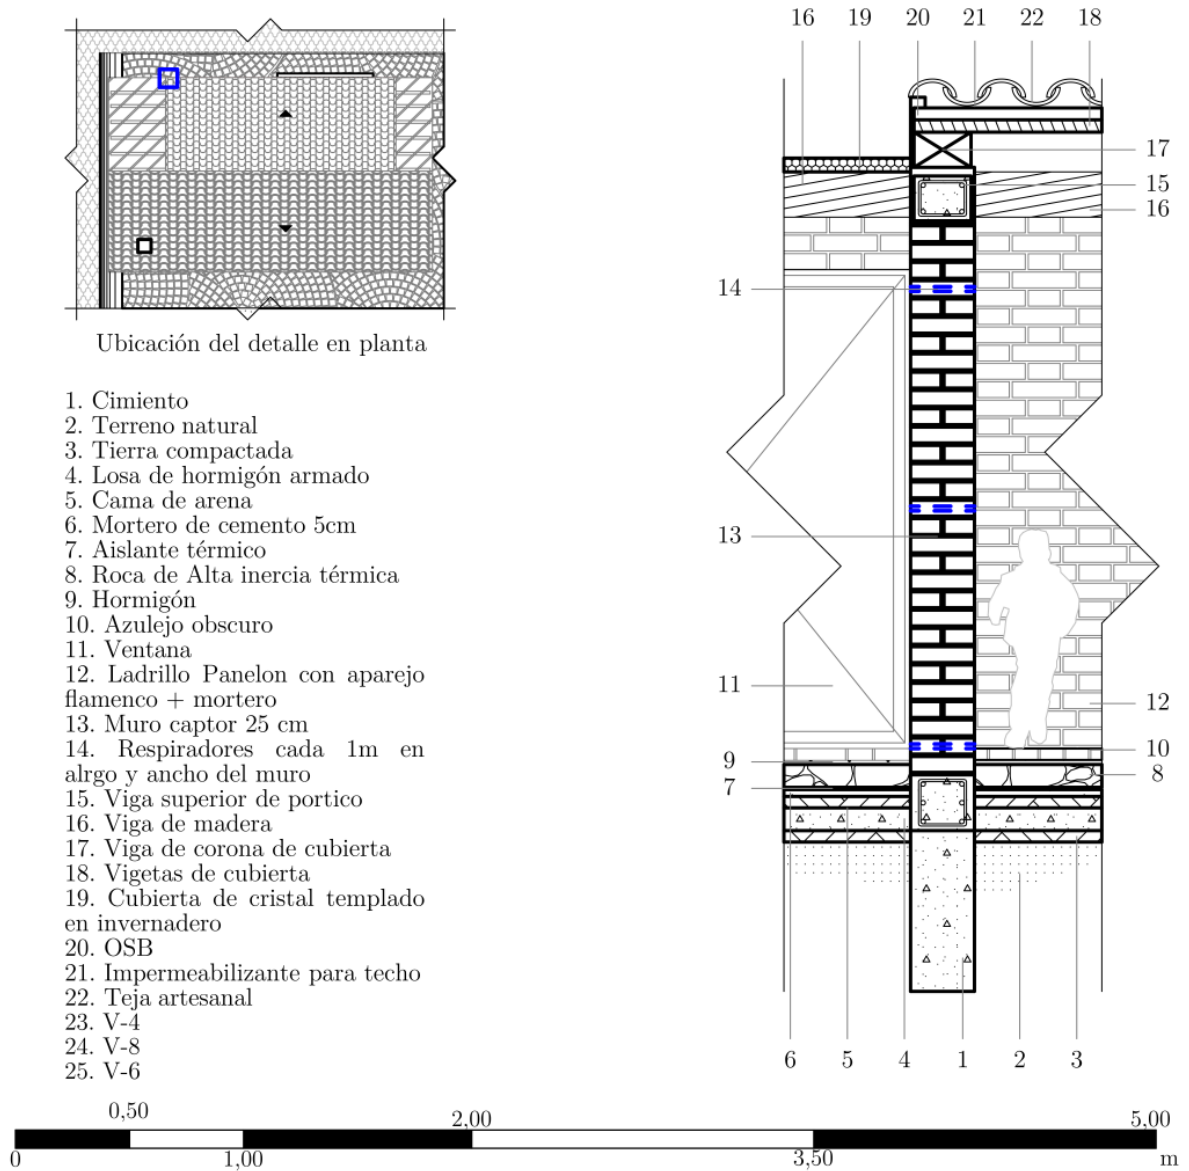 16 19 20 21 22 18
17
15
16
14
13
11
12
10
9
8
7
6 5 4 1 2 3
Ubicación del detalle en planta
1. Cimiento
2. Terreno natural
3. Tierra compactada
4. Losa de hormigón armado
5. Cama de arena
6. Mortero de cemento 5cm
7. Aislante térmico
8. Roca de Alta inercia térmica
9. Hormigón
10. Azulejo obscuro
11. Ventana
12. Ladrillo Panelon con aparejo
flamenco + mortero
13. Muro captor 25 cm
14. Respiradores cada 1m en
alrgo y ancho del muro
15. Viga superior de portico
16. Viga de madera
17. Viga de corona de cubierta
18. Vigetas de cubierta
19. Cubierta de cristal templado
en invernadero
20. OSB
21. Impermeabilizante para techo
22. Teja artesanal
23. V-4
24. V-8
25. V-6
0,50 2,00 5,00
0 1,00 3,50 m